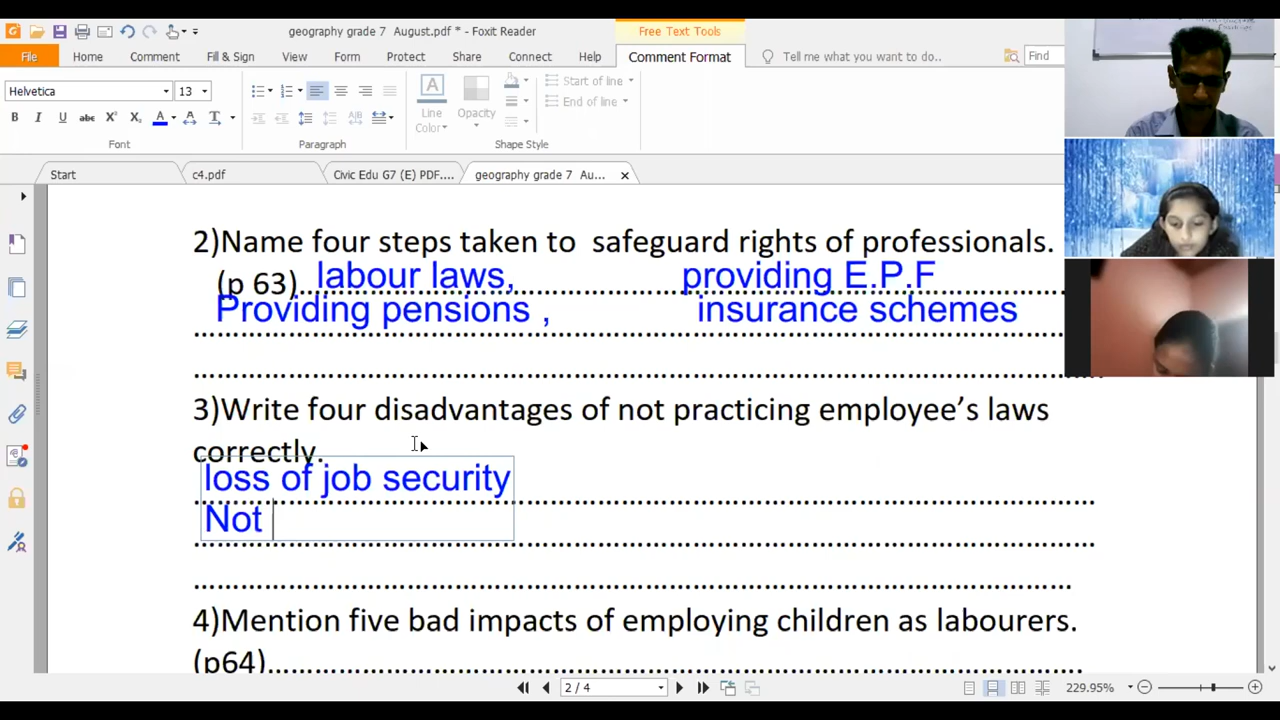 geography grade 7 August.pdf * - Foxit Reader
Free Text Tools
File Home Comment Fill & Sign View Form Protect Share Connect Help Comment Format Tell me what you want to do.. Find
Helvetica 13
Line Color Opacity
Start of line
End of line
Font Paragraph Shape Style
Start c4.pdf Civic Edu G7 (E) PDF.... geography grade 7 Au...
2)Name four steps taken to safeguard rights of professionals.
(p 63)... labour laws, providing E.P.F
Providing pensions , insurance schemes
3)Write four disadvantages of not practicing employee’s laws
correctly.
loss of job security
Not
4)Mention five bad impacts of employing children as labourers.
(p64)...
2 / 4 229.95%